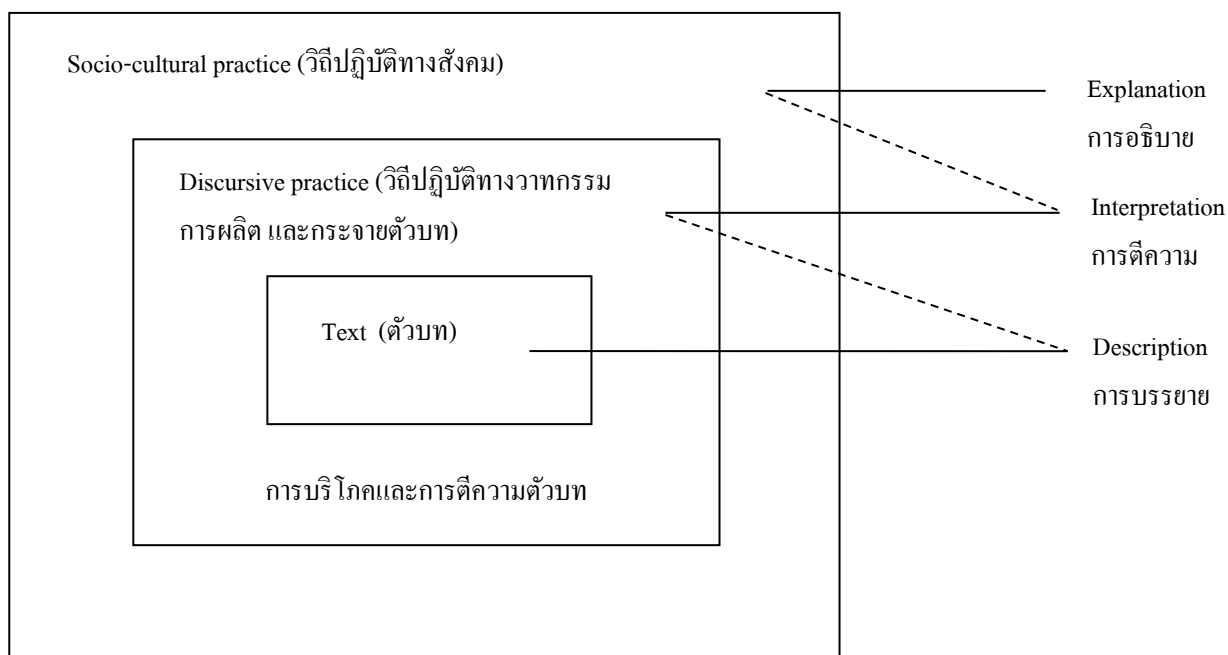 Socio-cultural practice (วิถีปฏิบัติทางสังคม)
Explanation
การอธิบาย
Discursive practice (วิถีปฏิบัติทางวาทกรรม
การผลิต และกระจายตัวบท)
Interpretation
การตีความ
Text (ตัวบท)
Description
การบรรยาย
การบริโภคและการตีความตัวบท